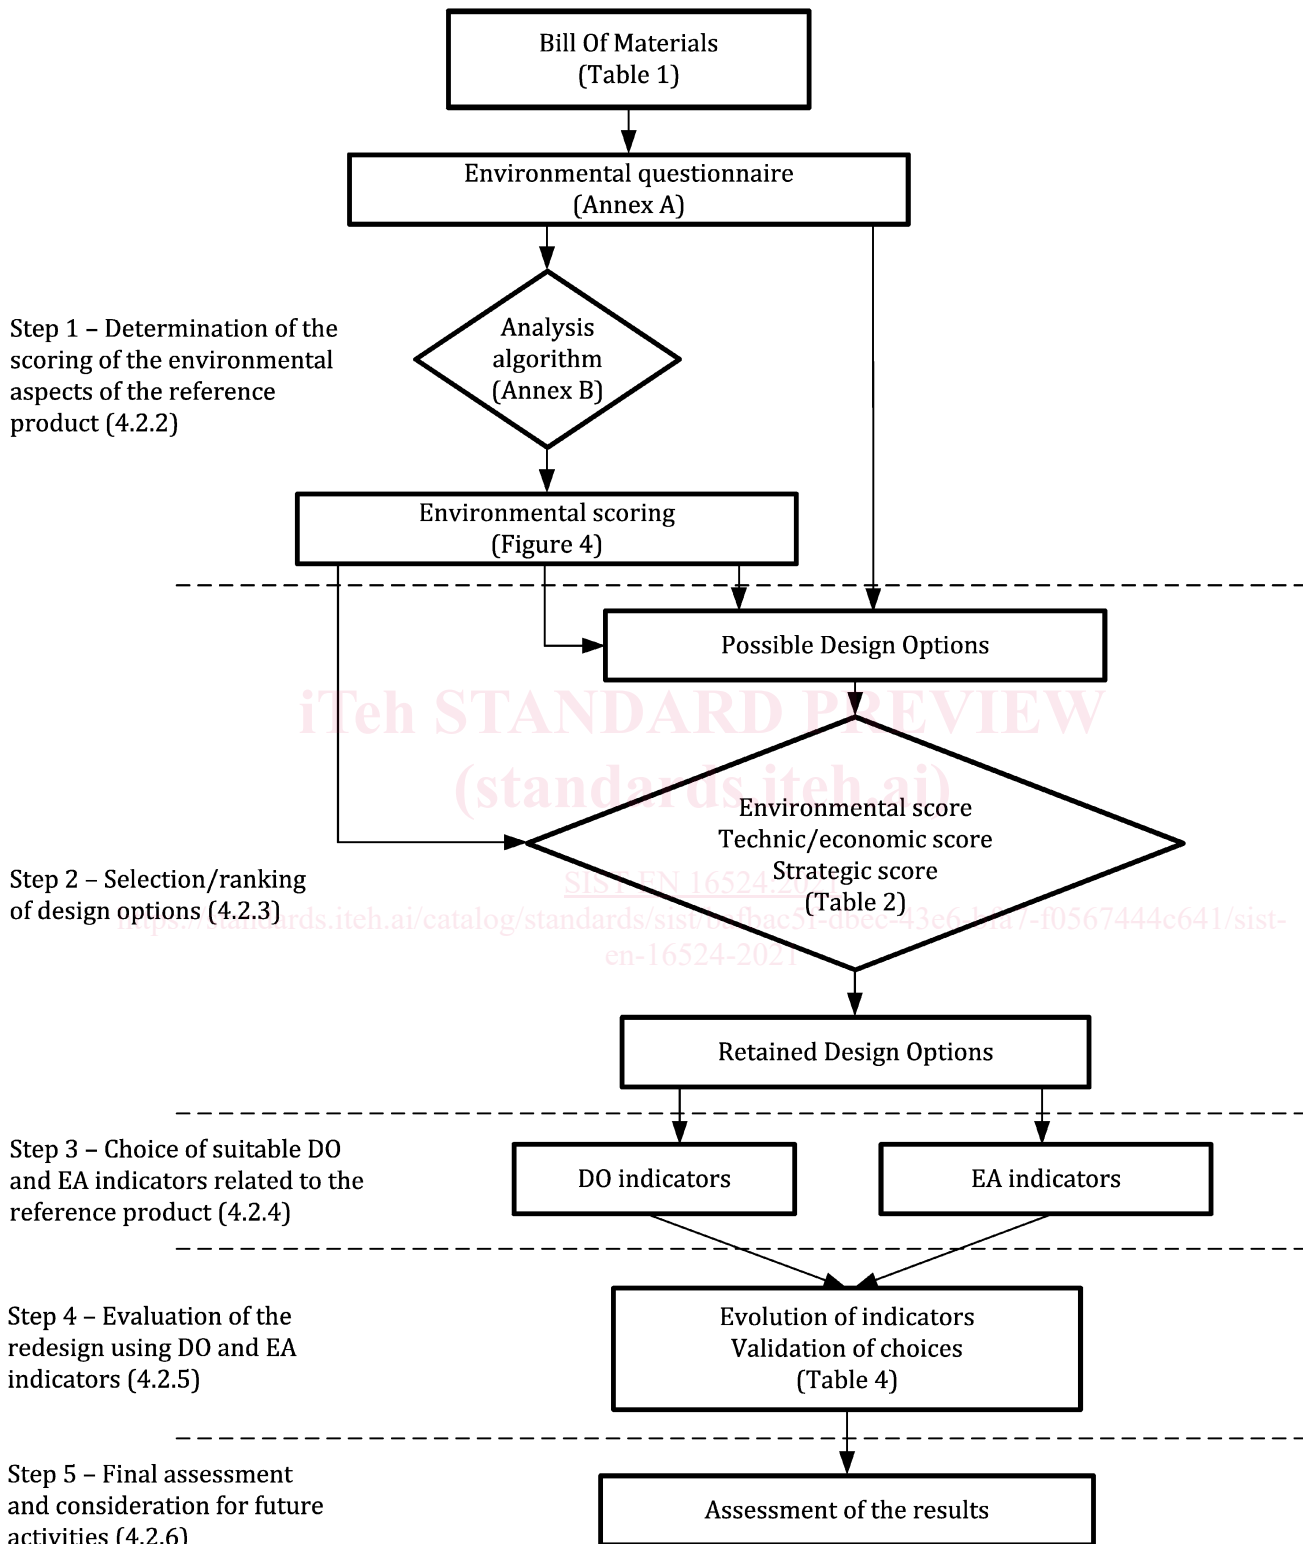 Bill Of Materials
(Table 1)
Environmental questionnaire
(Annex A)
Step 1 – Determination of the
scoring of the environmental
aspects of the reference
product (4.2.2)
Analysis
algorithm
(Annex B)
Environmental scoring
(Figure 4)
Possible Design Options
iTeh STANDARD PREVIEW
(standards.iteh.ai)
Environmental score
Technic/economic score
Strategic score
(Table 2)
Step 2 – Selection/ranking
of design options (4.2.3)
SIST EN 16524:2021
en-16524-2021
Retained Design Options
Step 3 – Choice of suitable DO
and EA indicators related to the
reference product (4.2.4)
DO indicators
EA indicators
Step 4 – Evaluation of the
redesign using DO and EA
indicators (4.2.5)
Evolution of indicators
Validation of choices
(Table 4)
Step 5 – Final assessment
and consideration for future
activities (4.2.6)
Assessment of the results